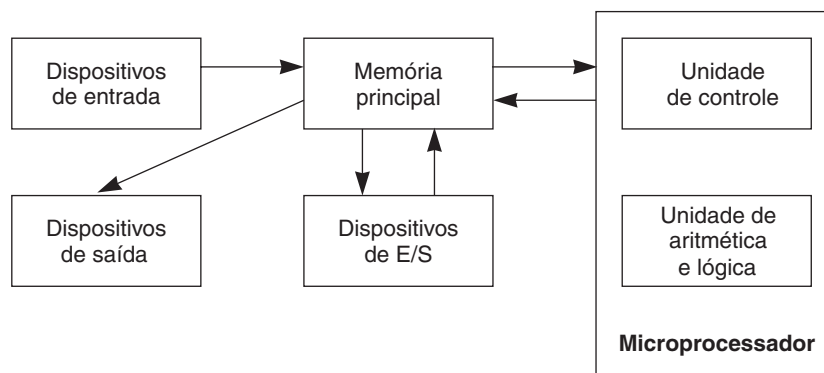 Dispositivos
de entrada
Memória
principal
Unidade
de controle
Dispositivos
de saída
Dispositivos
de E/S
Unidade de
aritmética
e lógica
Microprocessador